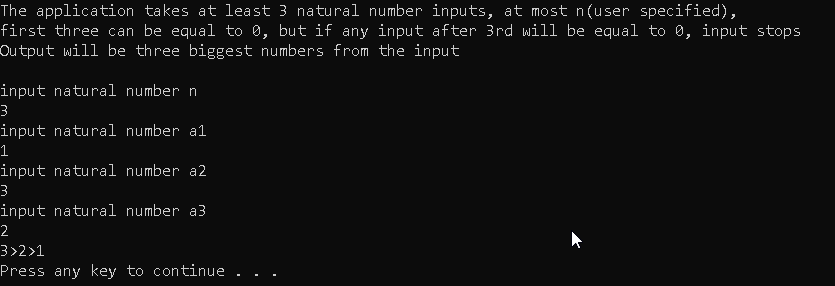 The application takes at least 3 natural number inputs, at most n(user specified),
first three can be equal to 0, but if any input after 3rd will be equal to 0, input stops
Output will be three biggest numbers from the input
input natural number n
3
input natural number a1
1
input natural number a2
3
input natural number a3
2
3>2>1
Press any key to continue . . .